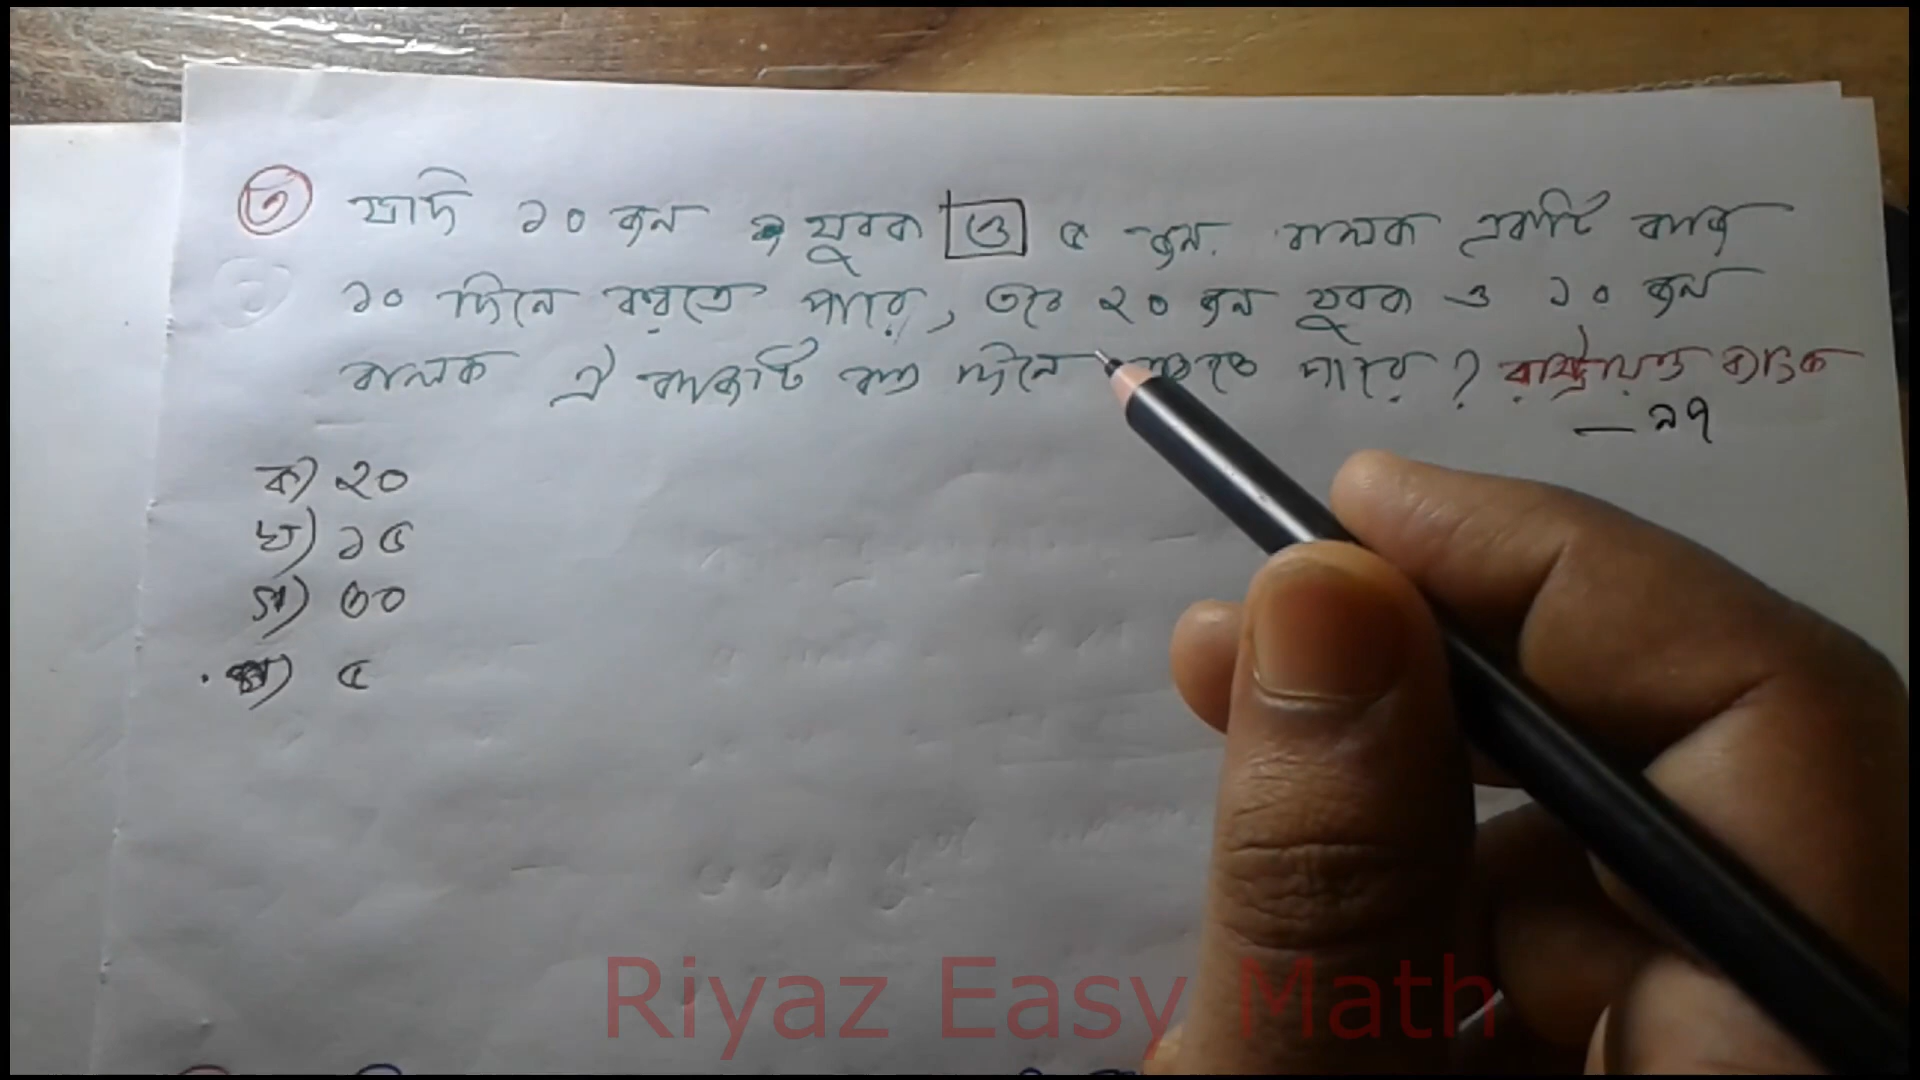 ৩ যদি ১০ জন যুবক ও ৫ জন বালক একটি কাজ
১০ দিনে করতে পারে, তবে ২০ জন যুবক ও ১০ জন
বালক ঐ কাজটি কত দিনে করতে পারে? রাষ্ট্রায়ত্ত ব্যাংক
— ৯৭
ক) ২০
খ) ১৫
গ) ৩০
ঘ) ৫
Riyaz Easy Math